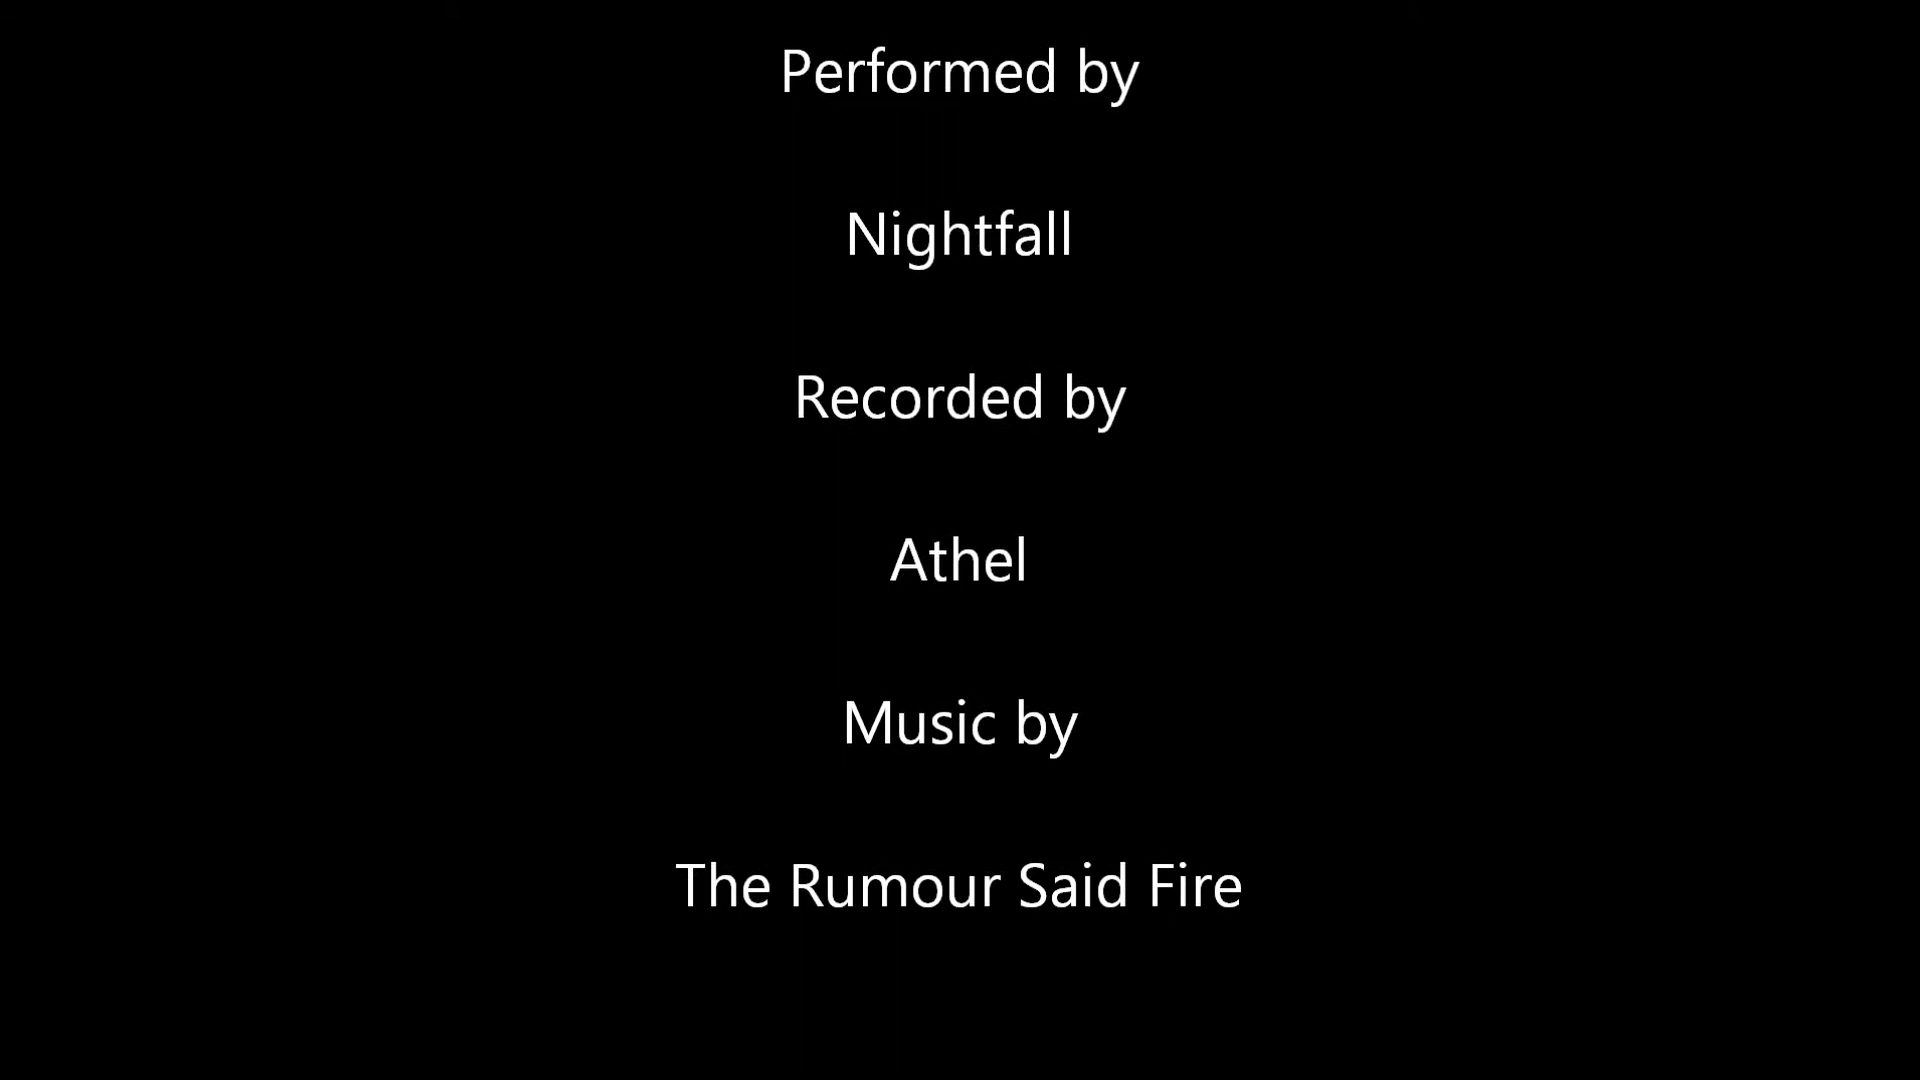 Performed by
Nightfall
Recorded by
Athel
Music by
The Rumour Said Fire